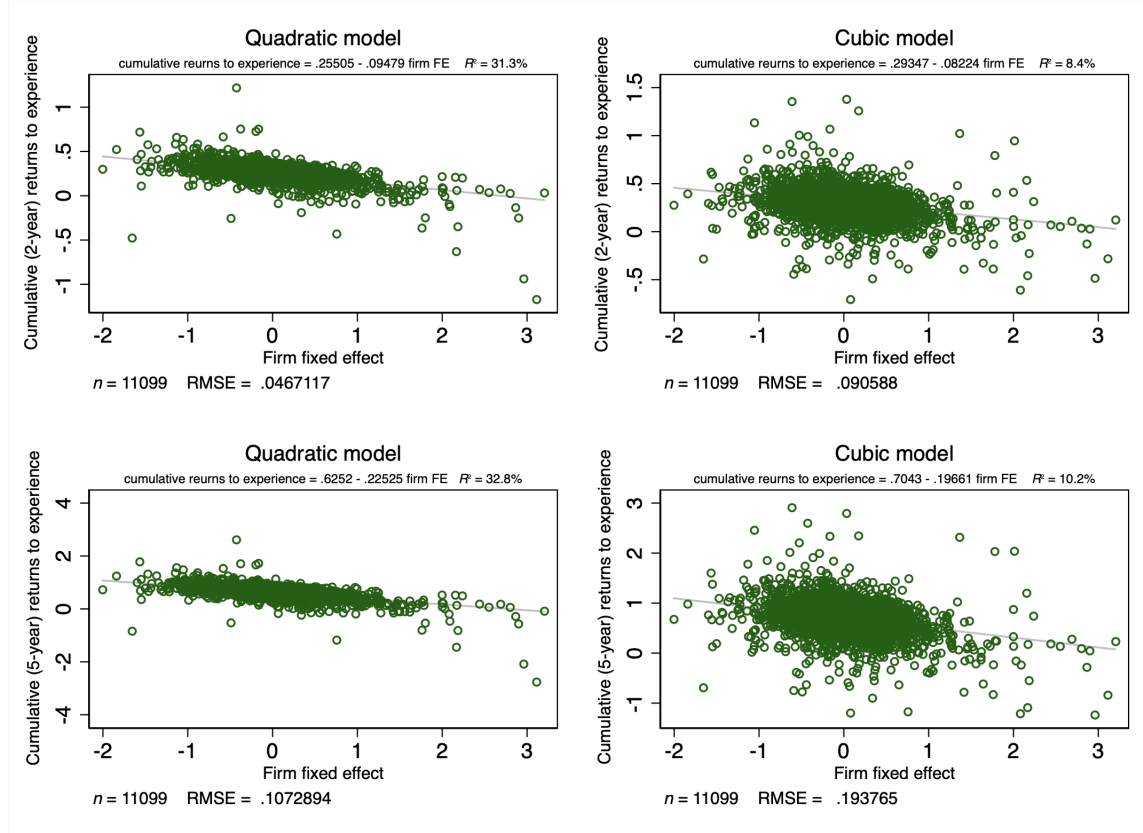 Quadratic model
cumulative reurns to experience = .25505 - .09479 firm FE R² = 31.3%
Cumulative (2-year) returns to experience
1
.5
0
-.5
-1
-2 -1 0 1 2 3
Firm fixed effect
n = 11099 RMSE = .0467117
Cubic model
cumulative reurns to experience = .29347 - .08224 firm FE R² = 8.4%
Cumulative (2-year) returns to experience
1.5
1
.5
0
-.5
-2 -1 0 1 2 3
Firm fixed effect
n = 11099 RMSE = .090588
Quadratic model
cumulative reurns to experience = .6252 - .22525 firm FE R² = 32.8%
Cumulative (5-year) returns to experience
4
2
0
-2
-4
-2 -1 0 1 2 3
Firm fixed effect
n = 11099 RMSE = .1072894
Cubic model
cumulative reurns to experience = .7043 - .19661 firm FE R² = 10.2%
Cumulative (5-year) returns to experience
3
2
1
0
-1
-2 -1 0 1 2 3
Firm fixed effect
n = 11099 RMSE = .193765